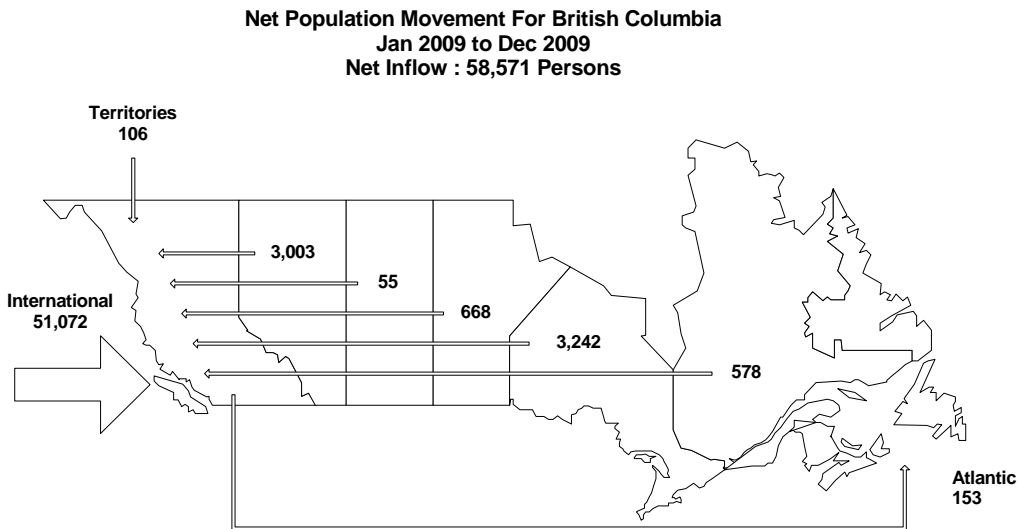 Net Population Movement For British Columbia
Jan 2009 to Dec 2009
Net Inflow : 58,571 Persons
Territories
106
3,003
55
International
51,072
668
3,242
578
Atlantic
153